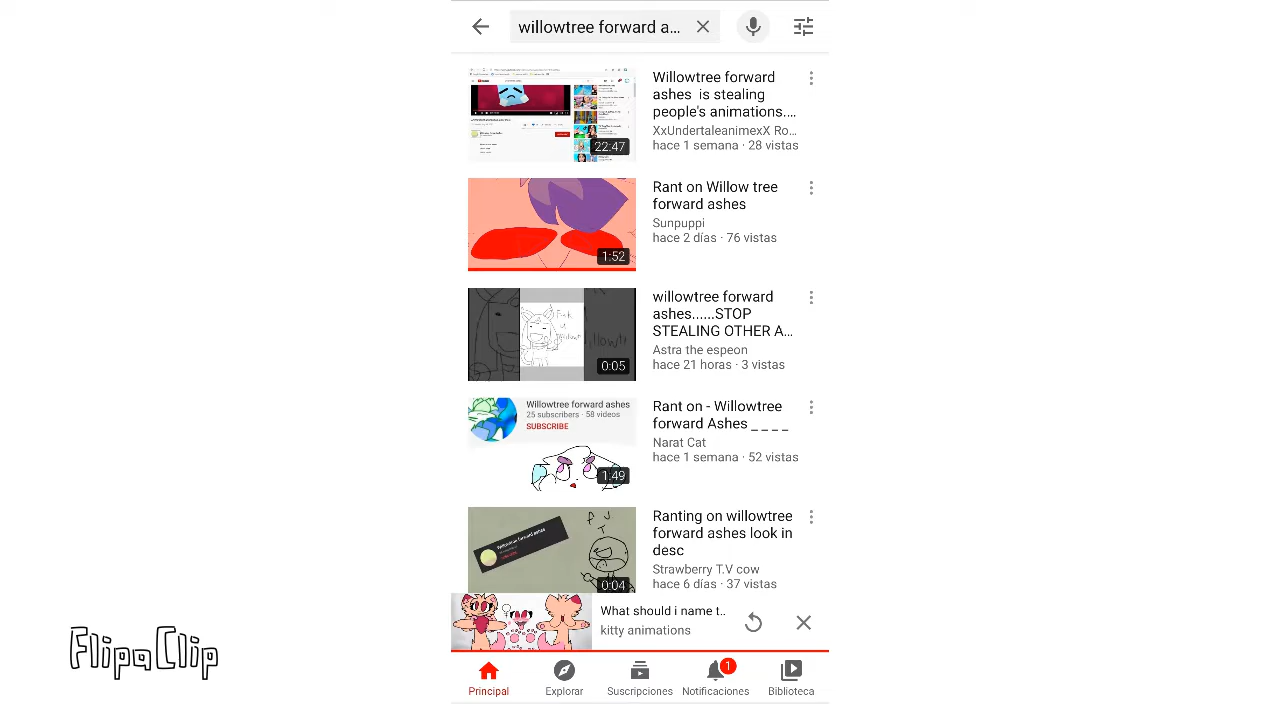 willowtree forward a...
Willowtree forward
ashes is stealing
people's animations....
XxUndertaleanimexX Ro...
hace 1 semana · 28 vistas
22:47
Rant on Willow tree
forward ashes
Sunpuppi
hace 2 días · 76 vistas
1:52
willowtree forward
ashes......STOP
STEALING OTHER A...
Astra the espeon
hace 21 horas · 3 vistas
0:05
Willowtree forward ashes
25 subscribers · 58 videos
SUBSCRIBE
1:49
Rant on - Willowtree
forward Ashes _ _ _ _
Narat Cat
hace 1 semana · 52 vistas
Ranting on willowtree
forward ashes look in
desc
Strawberry T.V cow
hace 6 días · 37 vistas
0:04
What should i name t..
kitty animations
1
Principal
Explorar
Suscripciones
Notificaciones
Biblioteca
FlipaClip